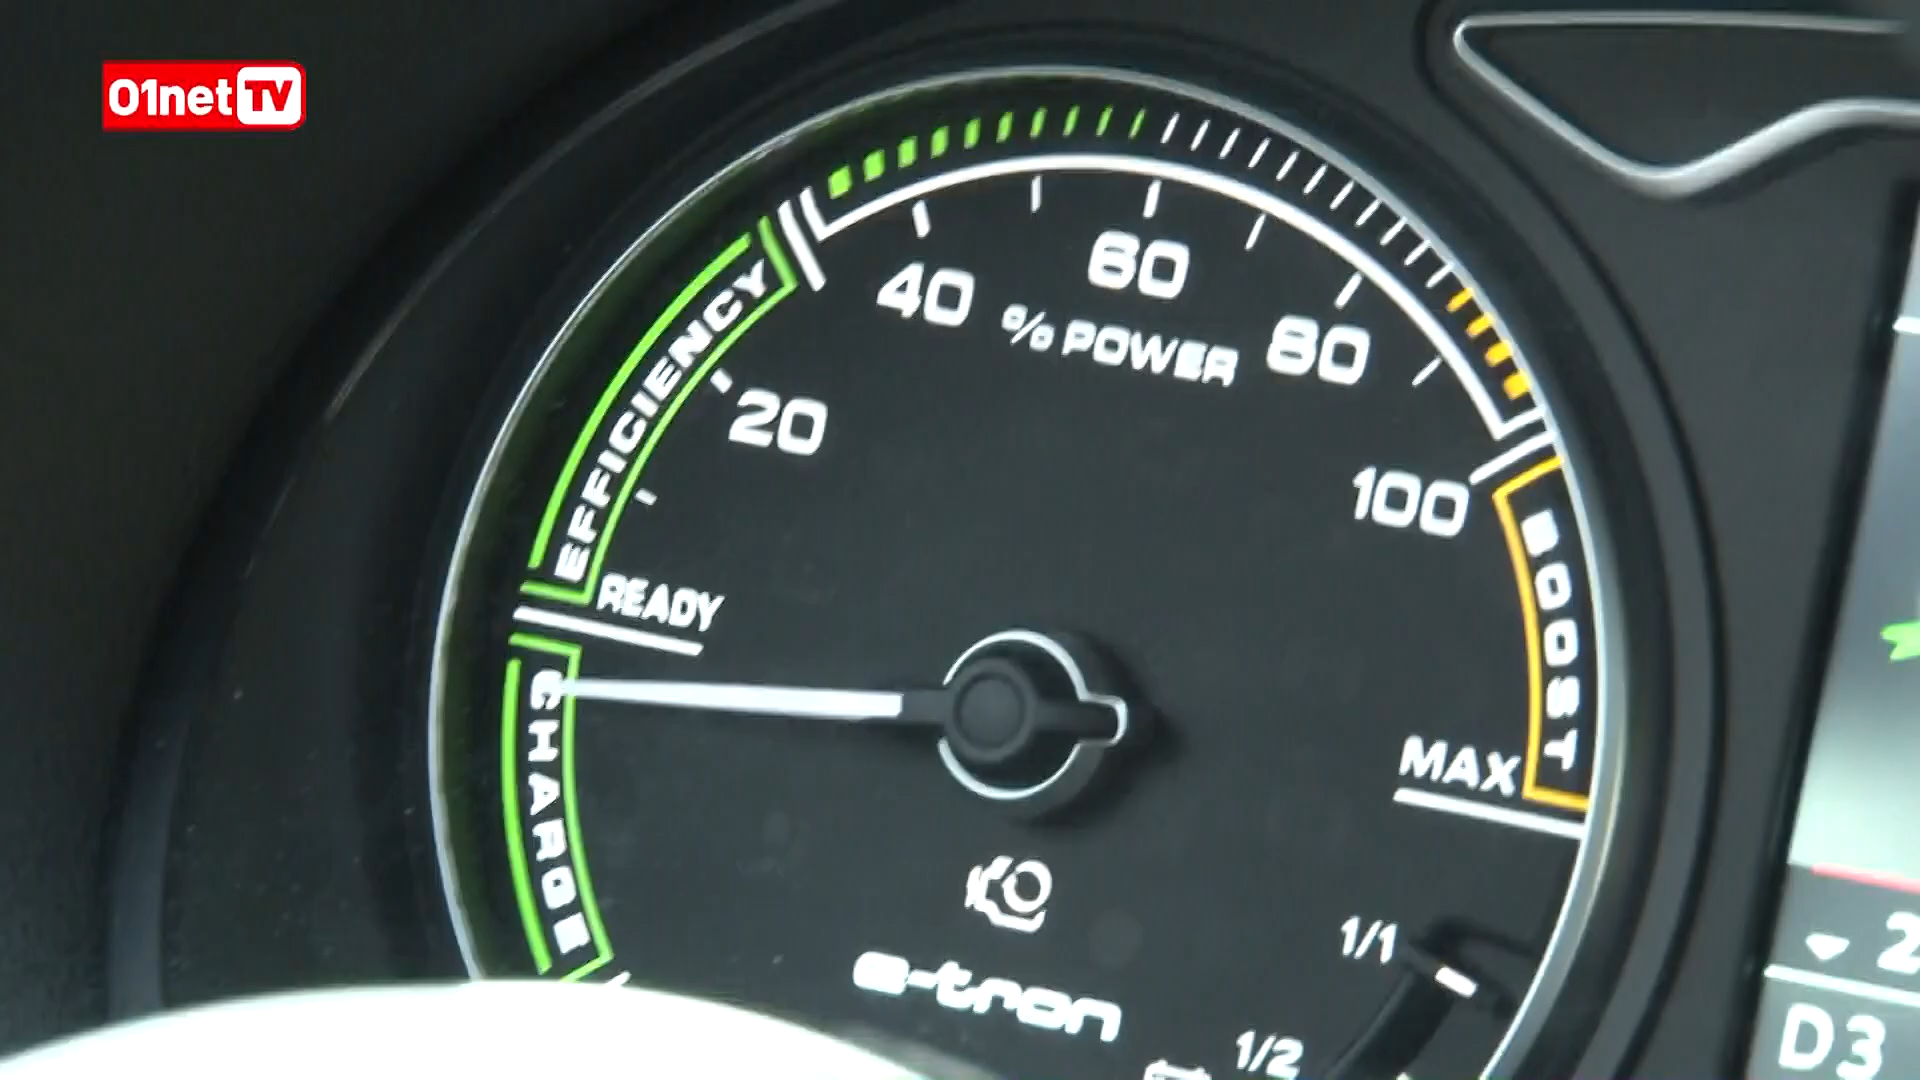 01net TV
40
60
80
% POWER
20
100
EFFICIENCY
READY
CHARGE
BOOST
MAX
e-tron
1/1
1/2
D3